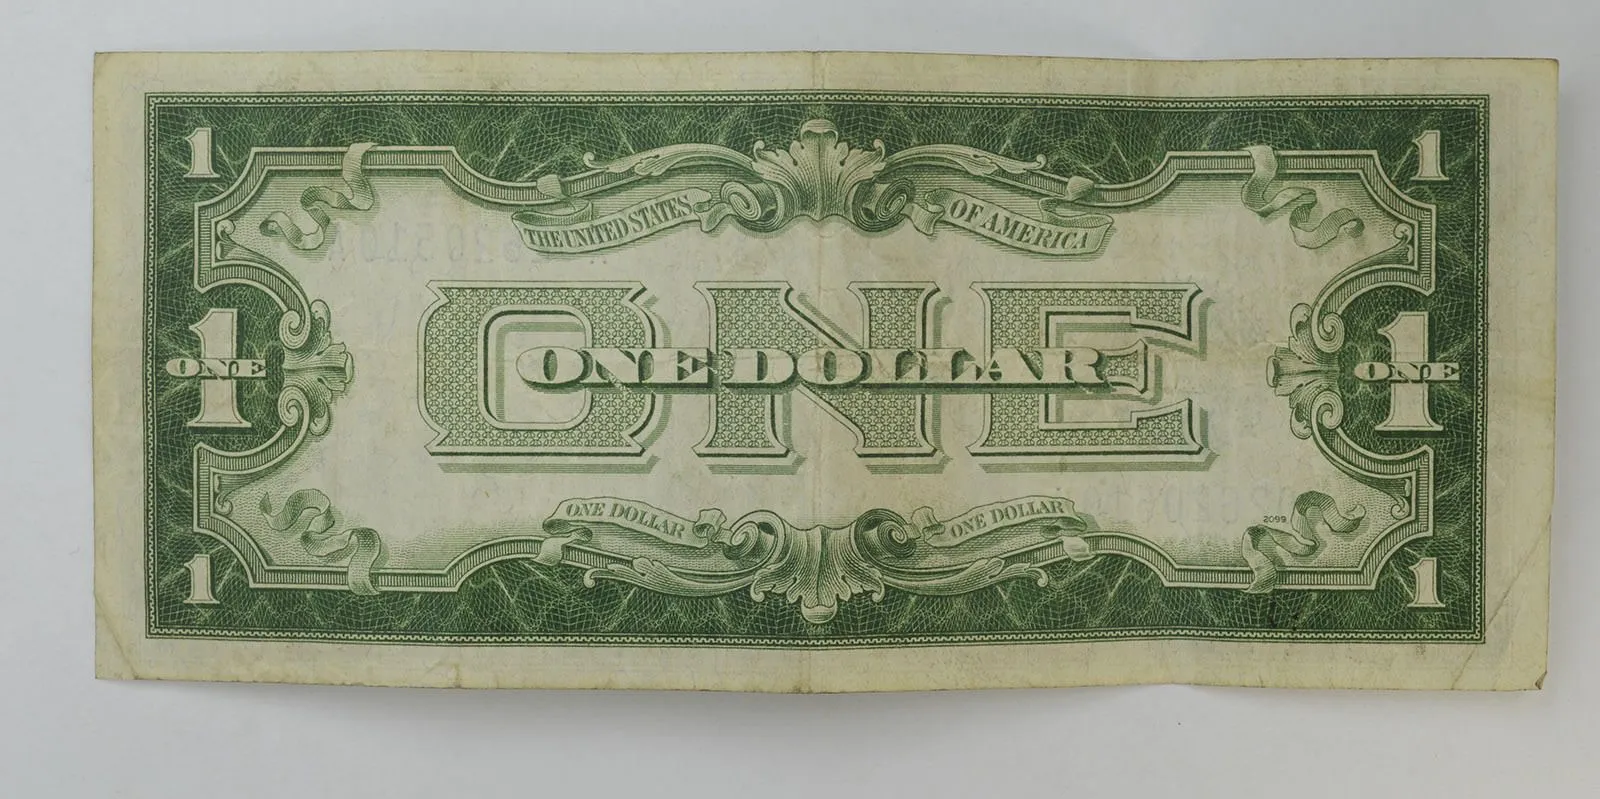 1 1
THE UNITED STATES OF AMERICA
ONE
1 ONE
ONE DOLLAR
1 ONE
ONE DOLLAR ONE DOLLAR
2099
1 1